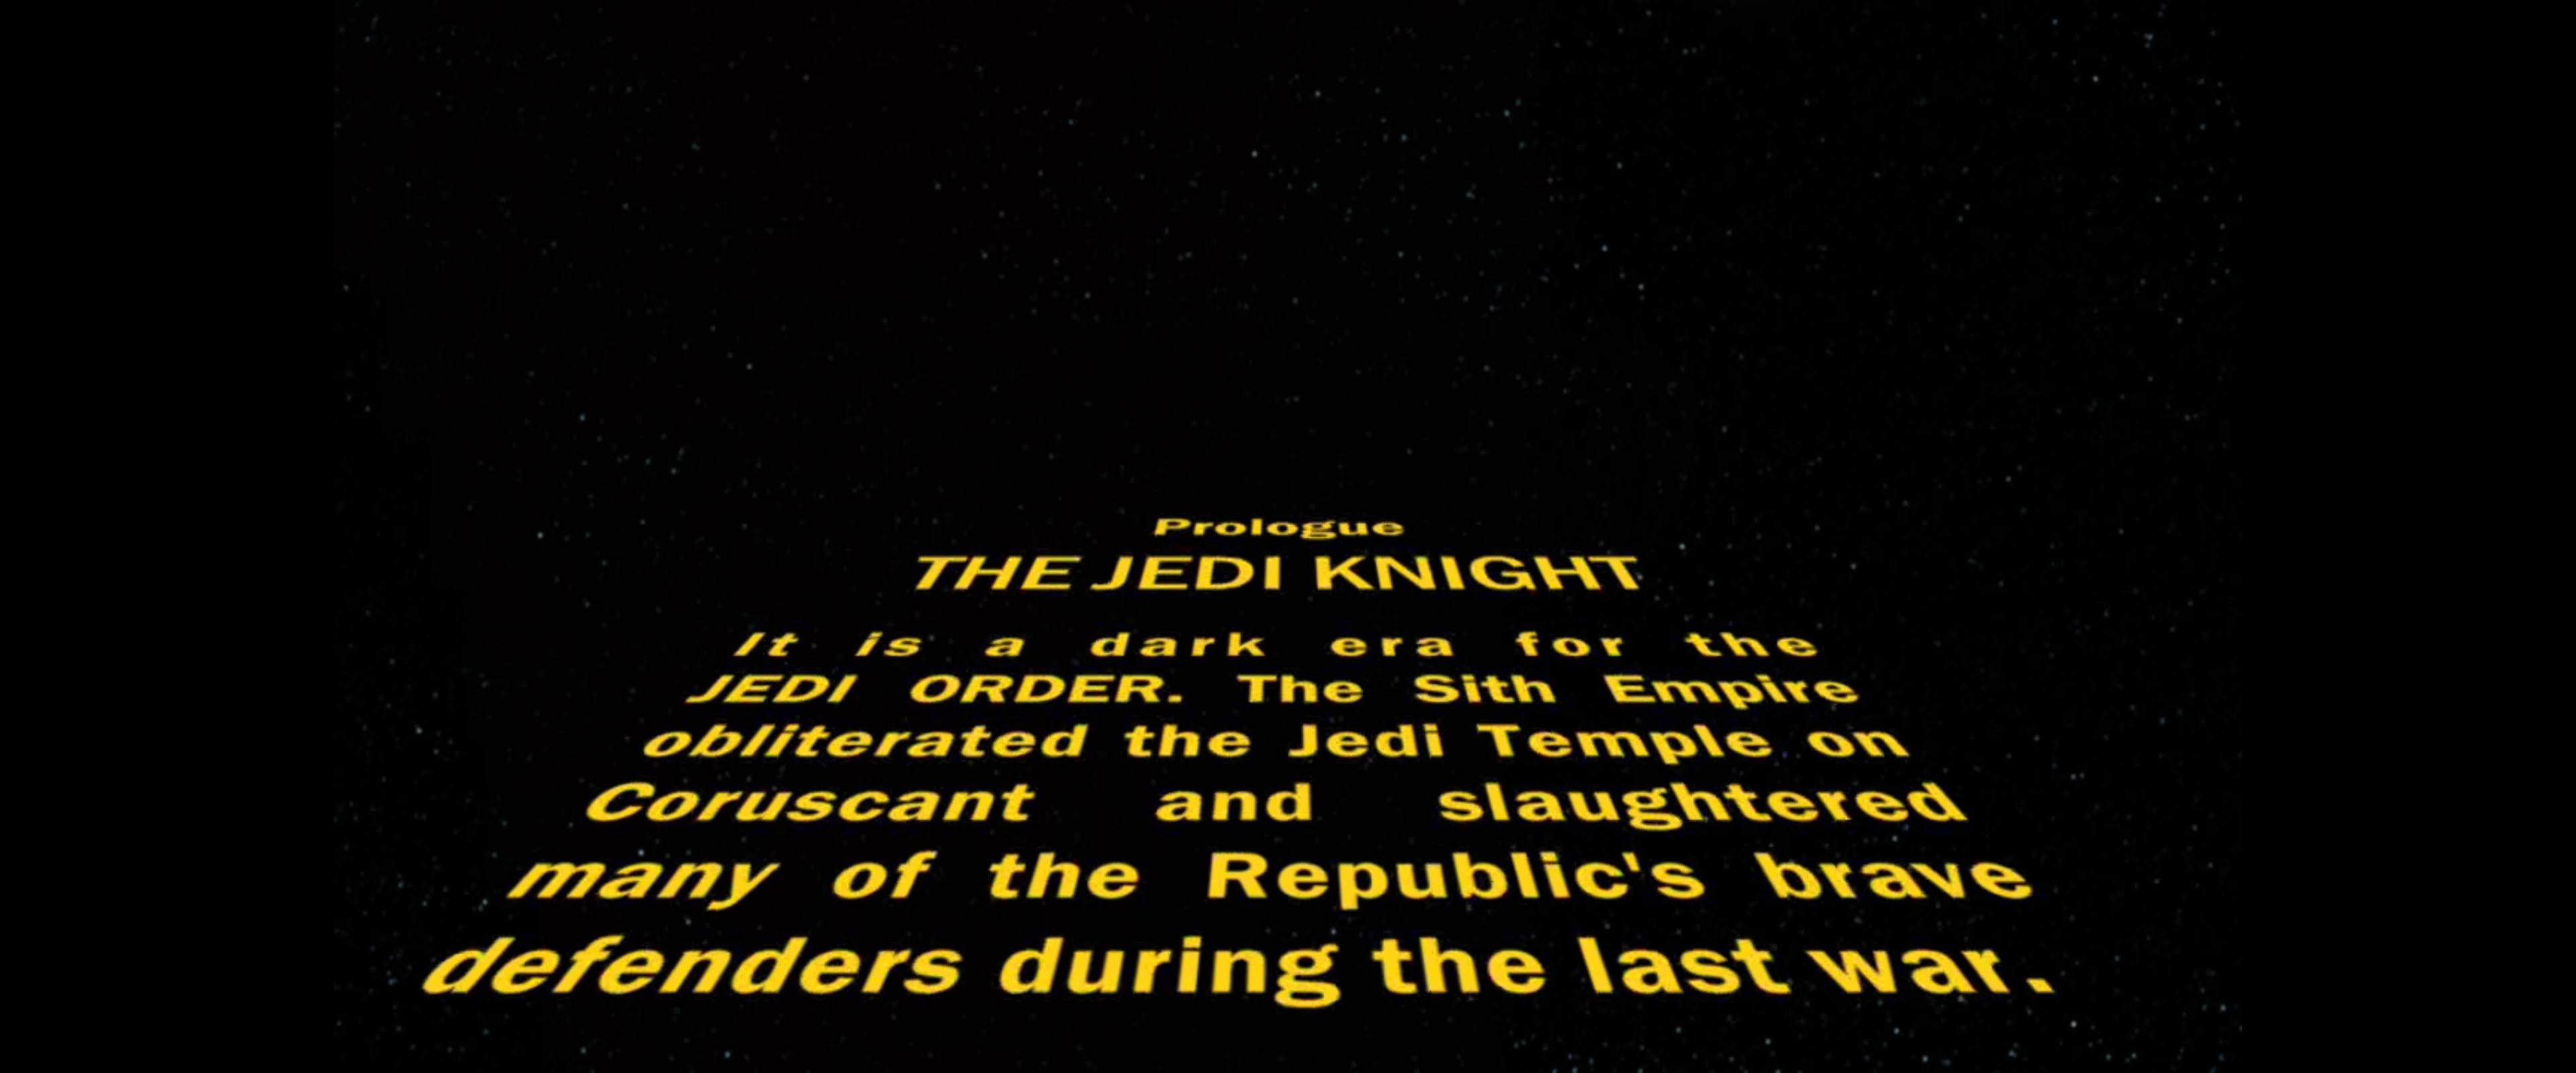 Prologue
THE JEDI KNIGHT
It is a dark era for the
JEDI ORDER. The Sith Empire
obliterated the Jedi Temple on
Coruscant and slaughtered
many of the Republic's brave
defenders during the last war.